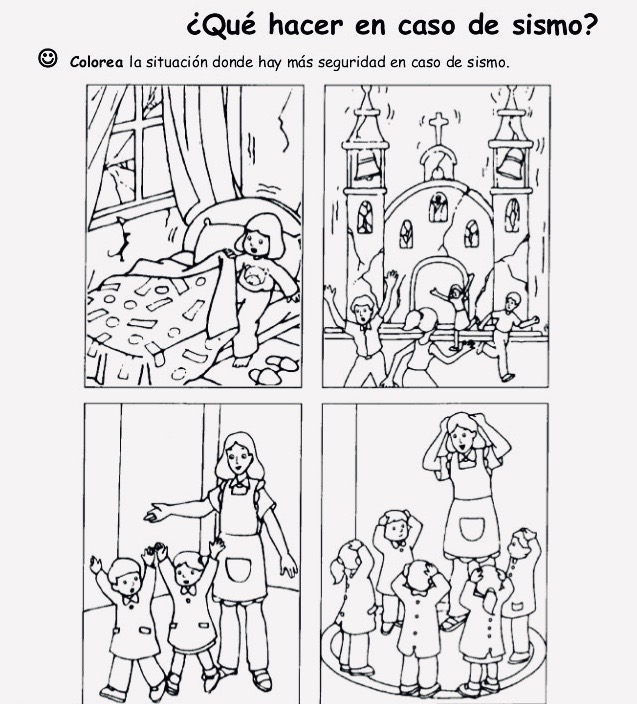 ¿Qué hacer en caso de sismo?
Colorea la situación donde hay más seguridad en caso de sismo.